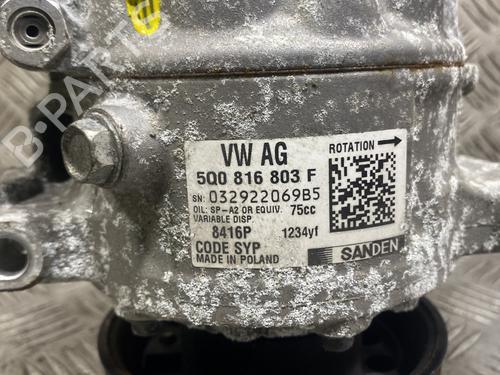 B-PARTS
VW AG
ROTATION
5Q0 816 803 F
SN: 032922069B5
OIL: SP-A2 OR EQUIV. 75cc
VARIABLE DISP.
8416P 1234yf
CODE SYP
MADE IN POLAND
SANDEN